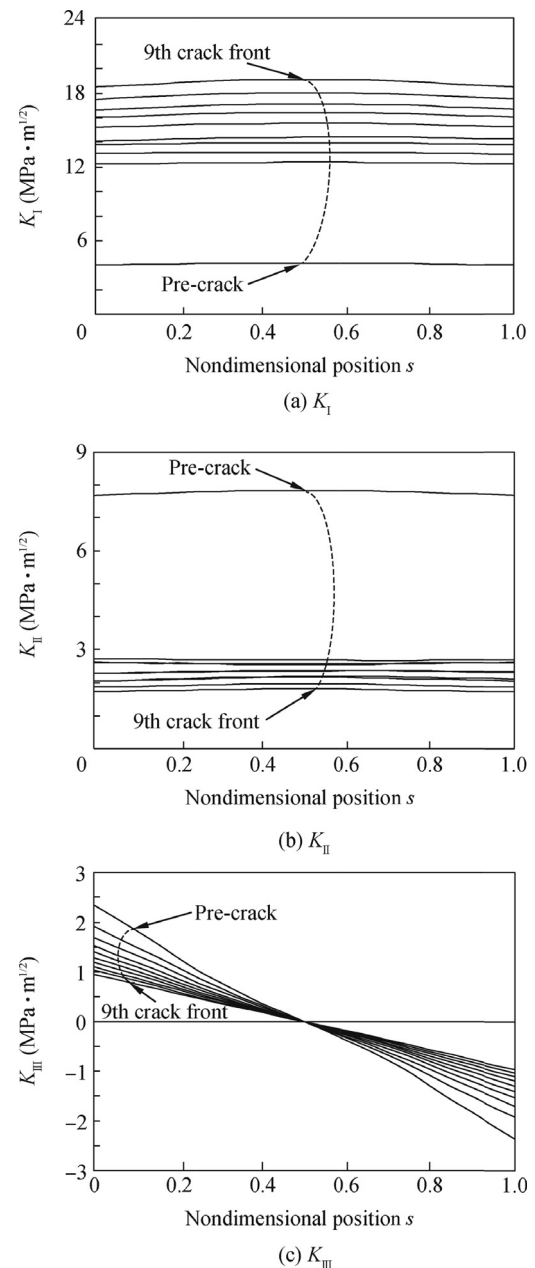 24
18
12
6
0
K_I (MPa·m^{1/2})
9th crack front
Pre-crack
0 0.2 0.4 0.6 0.8 1.0
Nondimensional position s
(a) K_I
9
6
3
0
K_II (MPa·m^{1/2})
Pre-crack
9th crack front
0 0.2 0.4 0.6 0.8 1.0
Nondimensional position s
(b) K_II
3
2
1
0
−1
−2
−3
K_III (MPa·m^{1/2})
Pre-crack
9th crack front
0 0.2 0.4 0.6 0.8 1.0
Nondimensional position s
(c) K_III